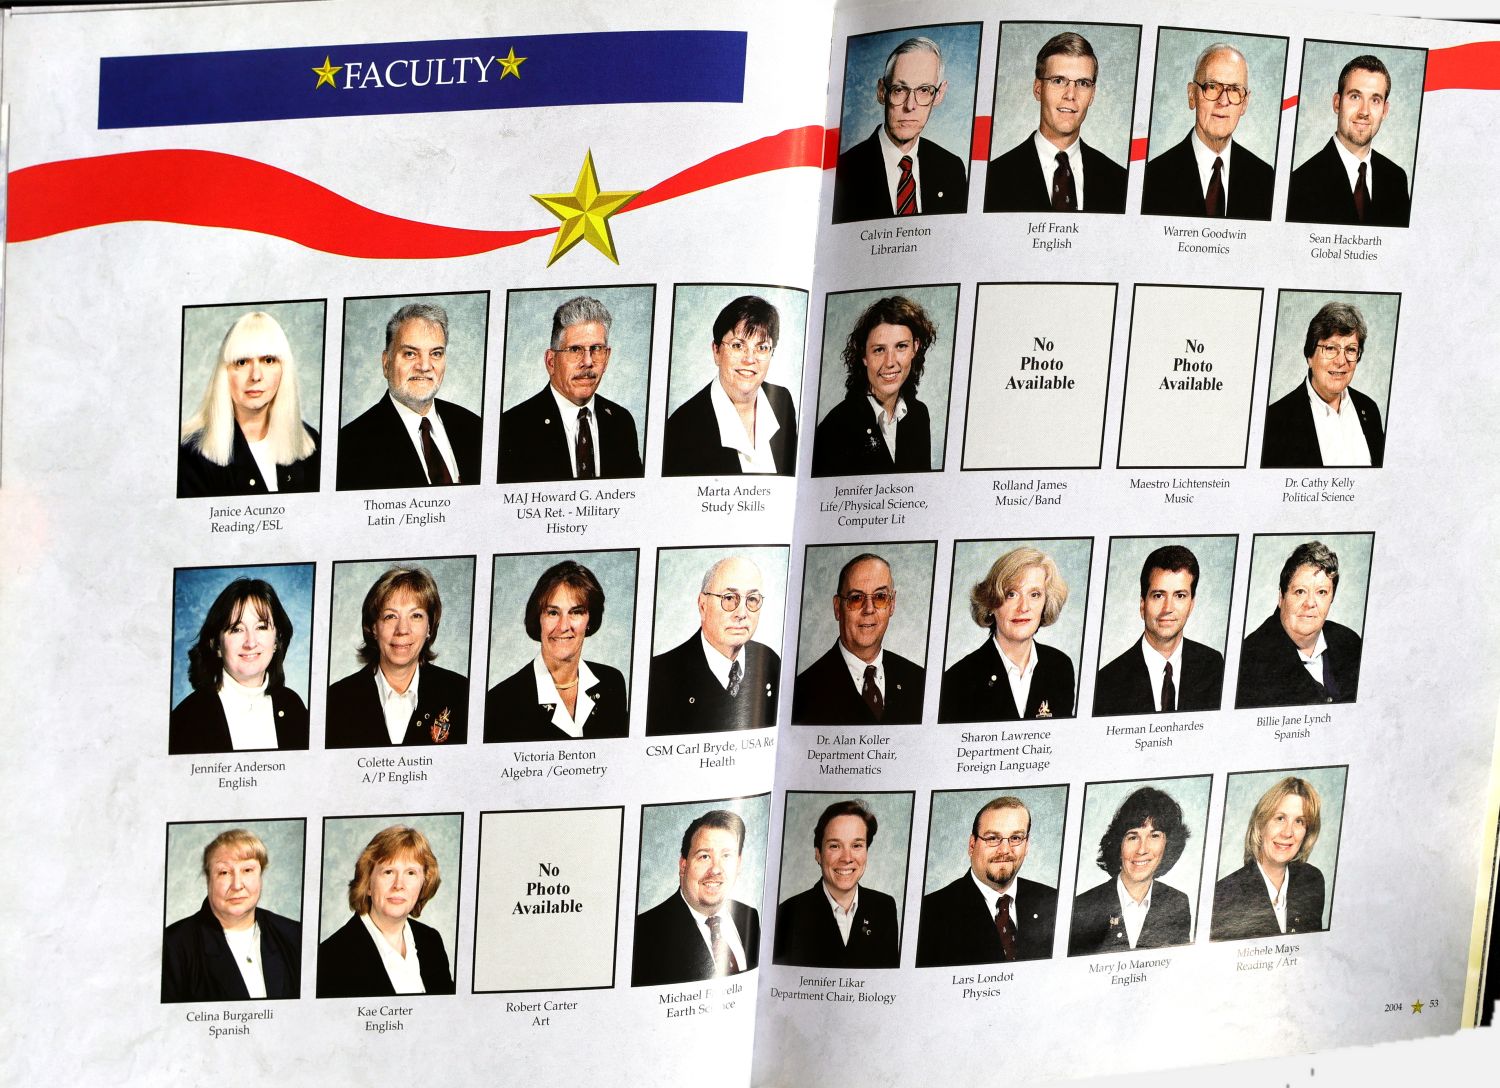 FACULTY
Janice Acunzo
Reading/ESL
Thomas Acunzo
Latin /English
MAJ Howard G. Anders
USA Ret. - Military
History
Marta Anders
Study Skills
Jennifer Anderson
English
Colette Austin
A/P English
Victoria Benton
Algebra /Geometry
CSM Carl Bryde, USA Ret
Health
Celina Burgarelli
Spanish
Kae Carter
English
No
Photo
Available
Robert Carter
Art
Michael
Earth Science
Calvin Fenton
Librarian
Jeff Frank
English
Warren Goodwin
Economics
Sean Hackbarth
Global Studies
Jennifer Jackson
Life/Physical Science,
Computer Lit
No
Photo
Available
Rolland James
Music/Band
No
Photo
Available
Maestro Lichtenstein
Music
Dr. Cathy Kelly
Political Science
Dr. Alan Koller
Department Chair,
Mathematics
Sharon Lawrence
Department Chair,
Foreign Language
Herman Leonhardes
Spanish
Billie Jane Lynch
Spanish
Jennifer Likar
Department Chair, Biology
Lars Londot
Physics
Mary Jo Maroney
English
Michele Mays
Reading /Art
2004 53